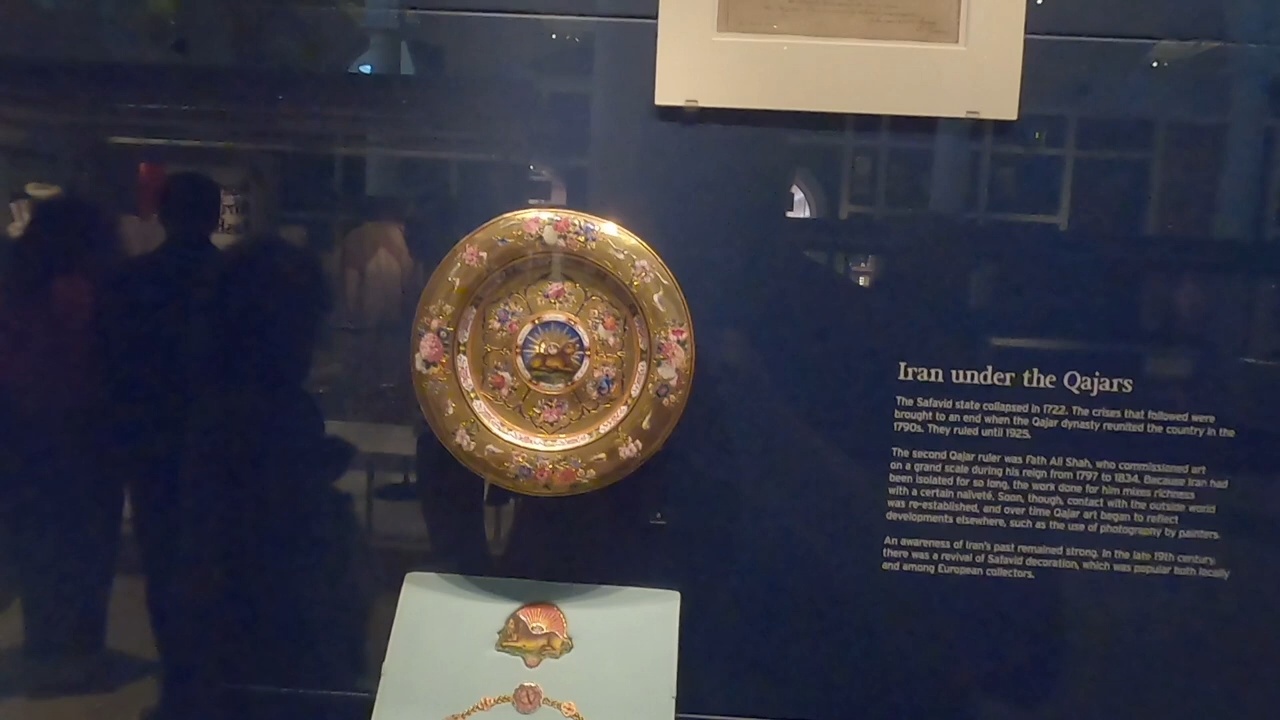 Iran under the Qajars
The Safavid state collapsed in 1722. The crises that followed were
brought to an end when the Qajar dynasty reunited the country in the
1790s. They ruled until 1925.
The second Qajar ruler was Fath Ali Shah, who commissioned art
on a grand scale during his reign from 1797 to 1834. Because Iran had
been isolated for so long, the work done for him mixes richness
with a certain naïveté. Soon, though, contact with the outside world
was re-established, and over time Qajar art began to reflect
developments elsewhere, such as the use of photography by painters.
An awareness of Iran's past remained strong. In the late 19th century,
there was a revival of Safavid decoration, which was popular both locally
and among European collectors.